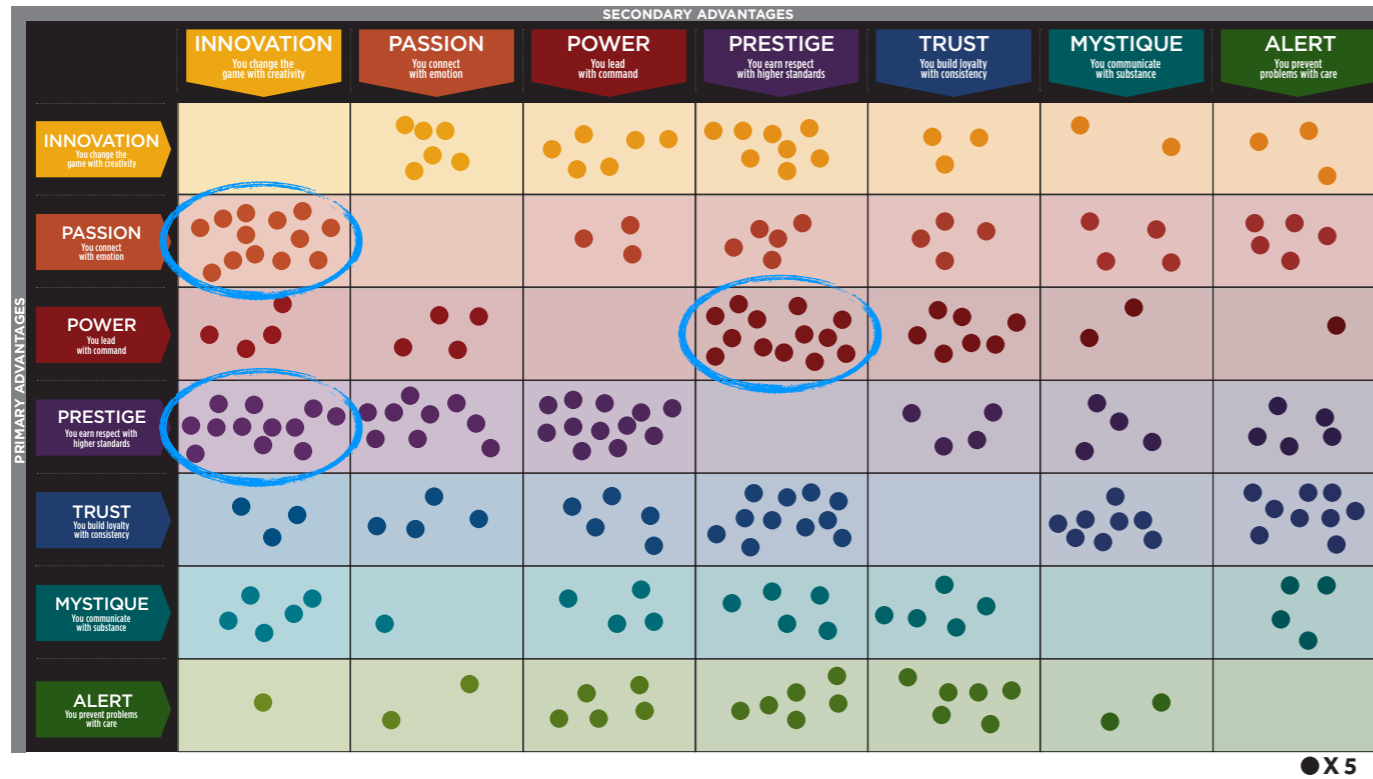 SECONDARY ADVANTAGES
INNOVATION
You change the
game with creativity
PASSION
You connect
with emotion
POWER
You lead
with command
PRESTIGE
You earn respect
with higher standards
TRUST
You build loyalty
with consistency
MYSTIQUE
You communicate
with substance
ALERT
You prevent
problems with care
PRIMARY ADVANTAGES
INNOVATION
You change the
game with creativity
PASSION
You connect
with emotion
POWER
You lead
with command
PRESTIGE
You earn respect with
higher standards
TRUST
You build loyalty
with consistency
MYSTIQUE
You communicate
with substance
ALERT
You prevent problems
with care
X 5